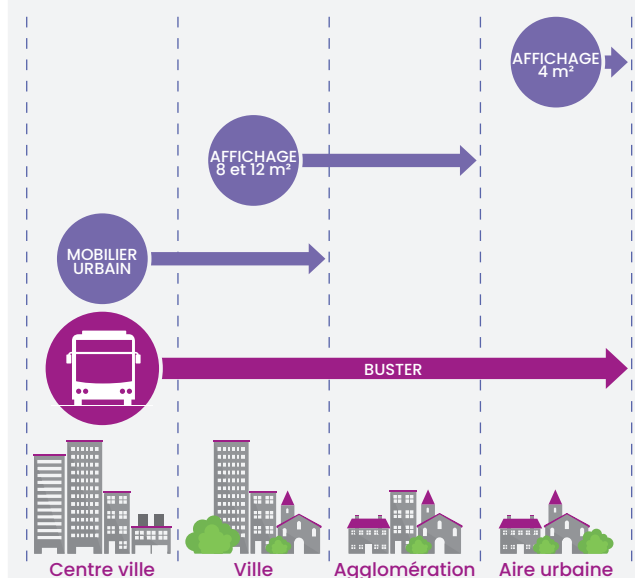 AFFICHAGE
4 m²
AFFICHAGE
8 et 12 m²
MOBILIER
URBAIN
BUSTER
Centre ville
Ville
Agglomération
Aire urbaine